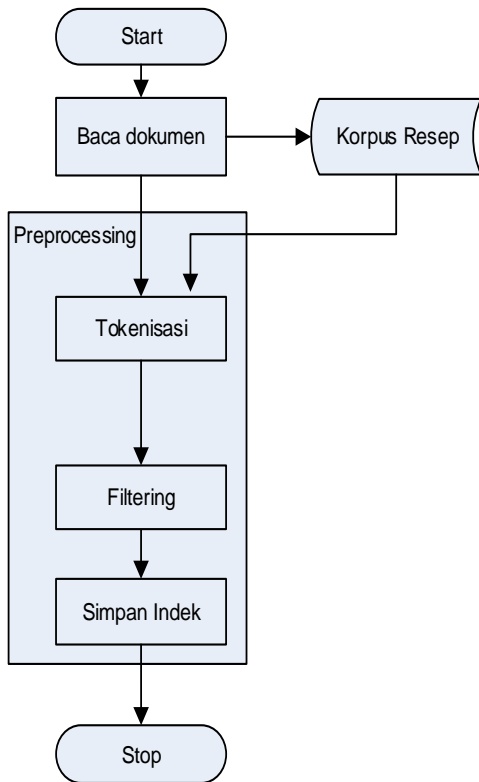 Start
Baca dokumen
Korpus Resep
Preprocessing
Tokenisasi
Filtering
Simpan Indek
Stop